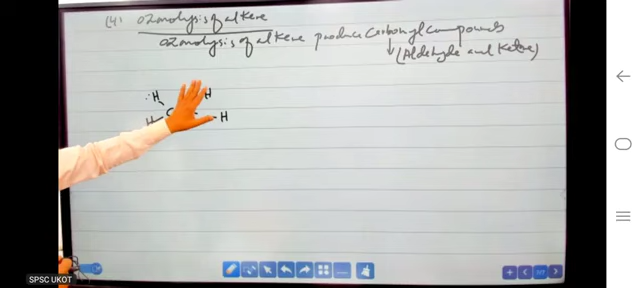 (4) ozonolysis of alkene
ozonolysis of alkene produce Carbonyl compounds
(Aldehyde and Ketone)
H H
H C H
SPSC UKOT